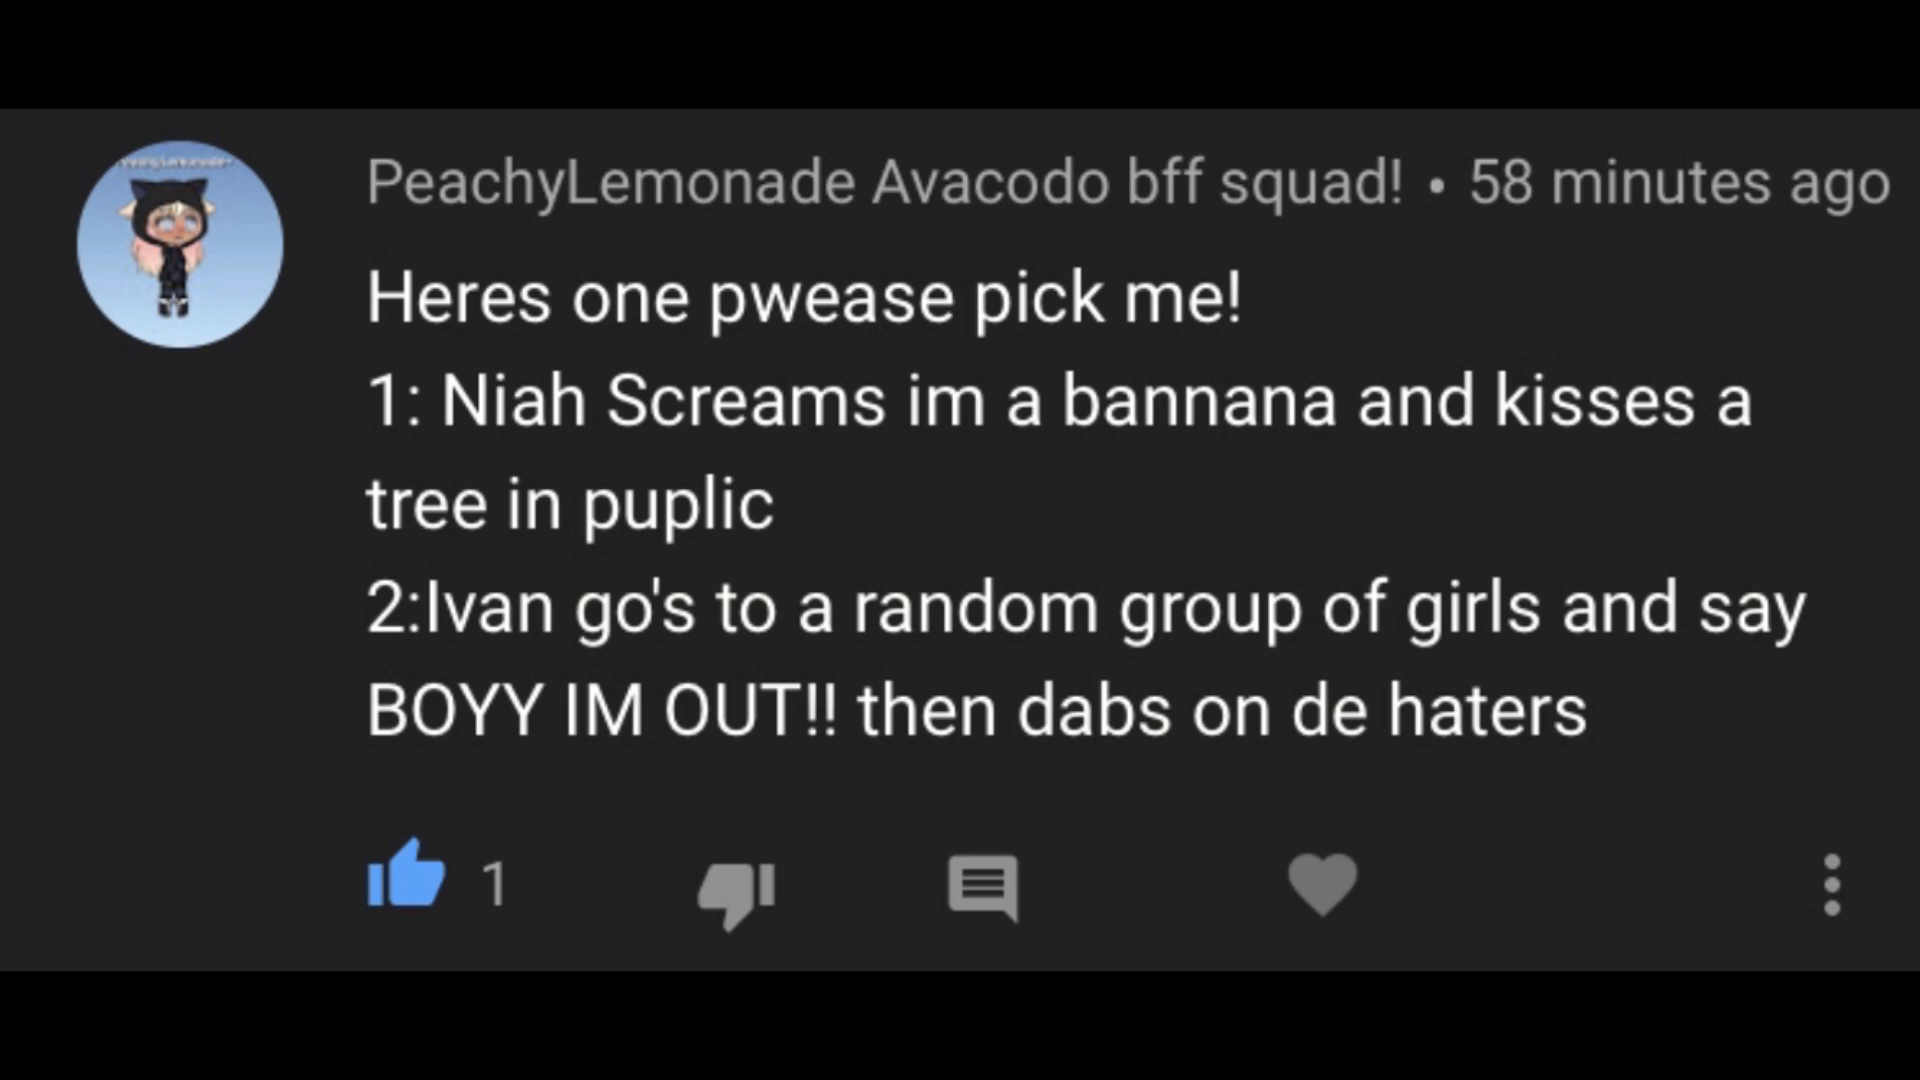 PeachyLemonade Avacodo bff squad! • 58 minutes ago
Heres one pwease pick me!
1: Niah Screams im a bannana and kisses a
tree in puplic
2:Ivan go's to a random group of girls and say
BOYY IM OUT!! then dabs on de haters
1